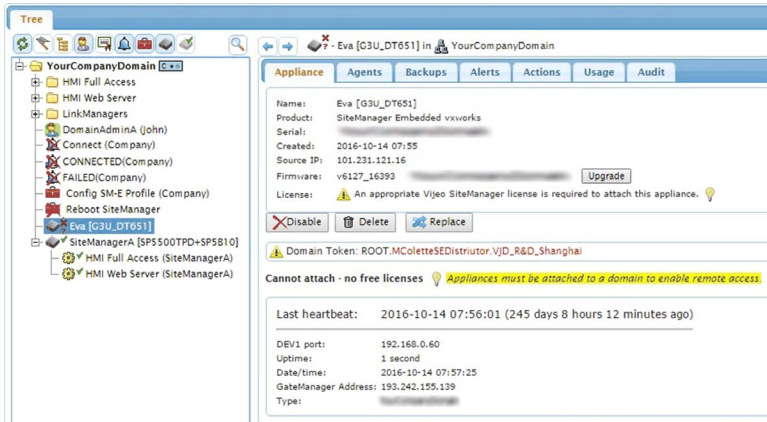 Tree
YourCompanyDomain
HMI Full Access
HMI Web Server
LinkManagers
DomainAdminA (John)
Connect (Company)
CONNECTED(Company)
FAILED(Company)
Config SM-E Profile (Company)
Reboot SiteManager
Eva [G3U_DT651]
SiteManagerA [SP5500TPD+SP5B10]
HMI Full Access (SiteManagerA)
HMI Web Server (SiteManagerA)
- Eva [G3U_DT651] in YourCompanyDomain
Appliance Agents Backups Alerts Actions Usage Audit
Name: Eva [G3U_DT651]
Product: SiteManager Embedded vxworks
Serial:
Created: 2016-10-14 07:55
Source IP: 101.231.121.16
Firmware: v6127_16393 Upgrade
License: An appropriate Vijeo SiteManager license is required to attach this appliance.
Disable Delete Replace
Domain Token: ROOT.MColetteSEDistriutor.VJD_R&D_Shanghai
Cannot attach - no free licenses Appliances must be attached to a domain to enable remote access.
Last heartbeat: 2016-10-14 07:56:01 (245 days 8 hours 12 minutes ago)
DEV1 port: 192.168.0.60
Uptime: 1 second
Date/time: 2016-10-14 07:57:25
GateManager Address: 193.242.155.139
Type: